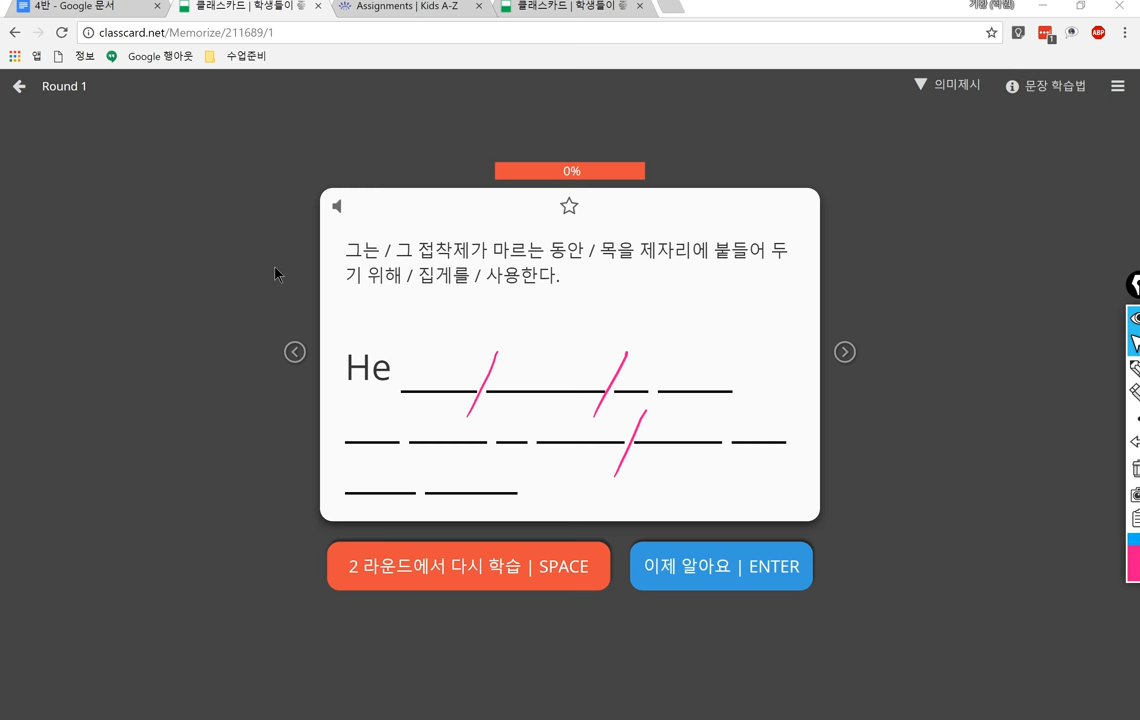 4반 - Google 문서
클래스카드 | 학생들이 좋
Assignments | Kids A-Z
클래스카드 | 학생들이 좋
classcard.net/Memorize/211689/1
1
ABP
앱
정보
Google 행아웃
수업준비
Round 1
의미제시
문장 학습법
0%
그는 / 그 접착제가 마르는 동안 / 목을 제자리에 붙들어 두
기 위해 / 집게를 / 사용한다.
He
2 라운드에서 다시 학습 | SPACE
이제 알아요 | ENTER